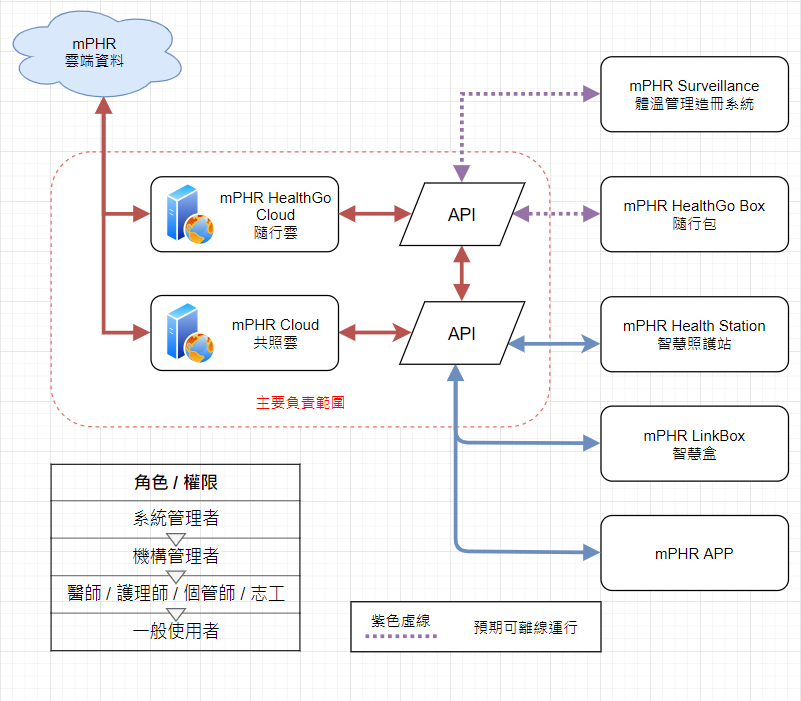 mPHR
雲端資料
mPHR Surveillance
體溫管理造冊系統
mPHR HealthGo
Cloud
隨行雲
API
mPHR HealthGo Box
隨行包
mPHR Cloud
共照雲
API
mPHR Health Station
智慧照護站
主要負責範圍
mPHR LinkBox
智慧盒
角色 / 權限
系統管理者
機構管理者
醫師 / 護理師 / 個管師 / 志工
一般使用者
mPHR APP
紫色虛線
預期可離線運行